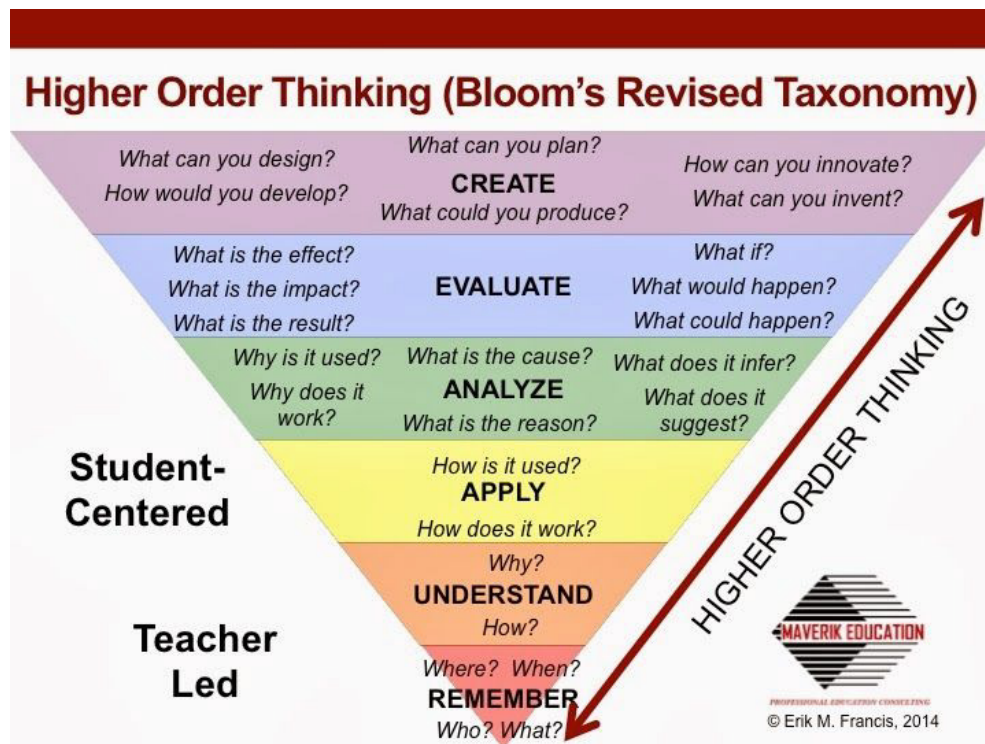 Higher Order Thinking (Bloom's Revised Taxonomy)
What can you design?
How would you develop?
What can you plan?
CREATE
What could you produce?
How can you innovate?
What can you invent?
What is the effect?
What is the impact?
What is the result?
EVALUATE
What if?
What would happen?
What could happen?
Why is it used?
Why does it
work?
What is the cause?
ANALYZE
What is the reason?
What does it infer?
What does it
suggest?
Student-
Centered
How is it used?
APPLY
How does it work?
Why?
UNDERSTAND
How?
Teacher
Led
Where? When?
REMEMBER
Who? What?
HIGHER ORDER THINKING
MAVERIK EDUCATION
PROFESSIONAL EDUCATION CONSULTING
© Erik M. Francis, 2014